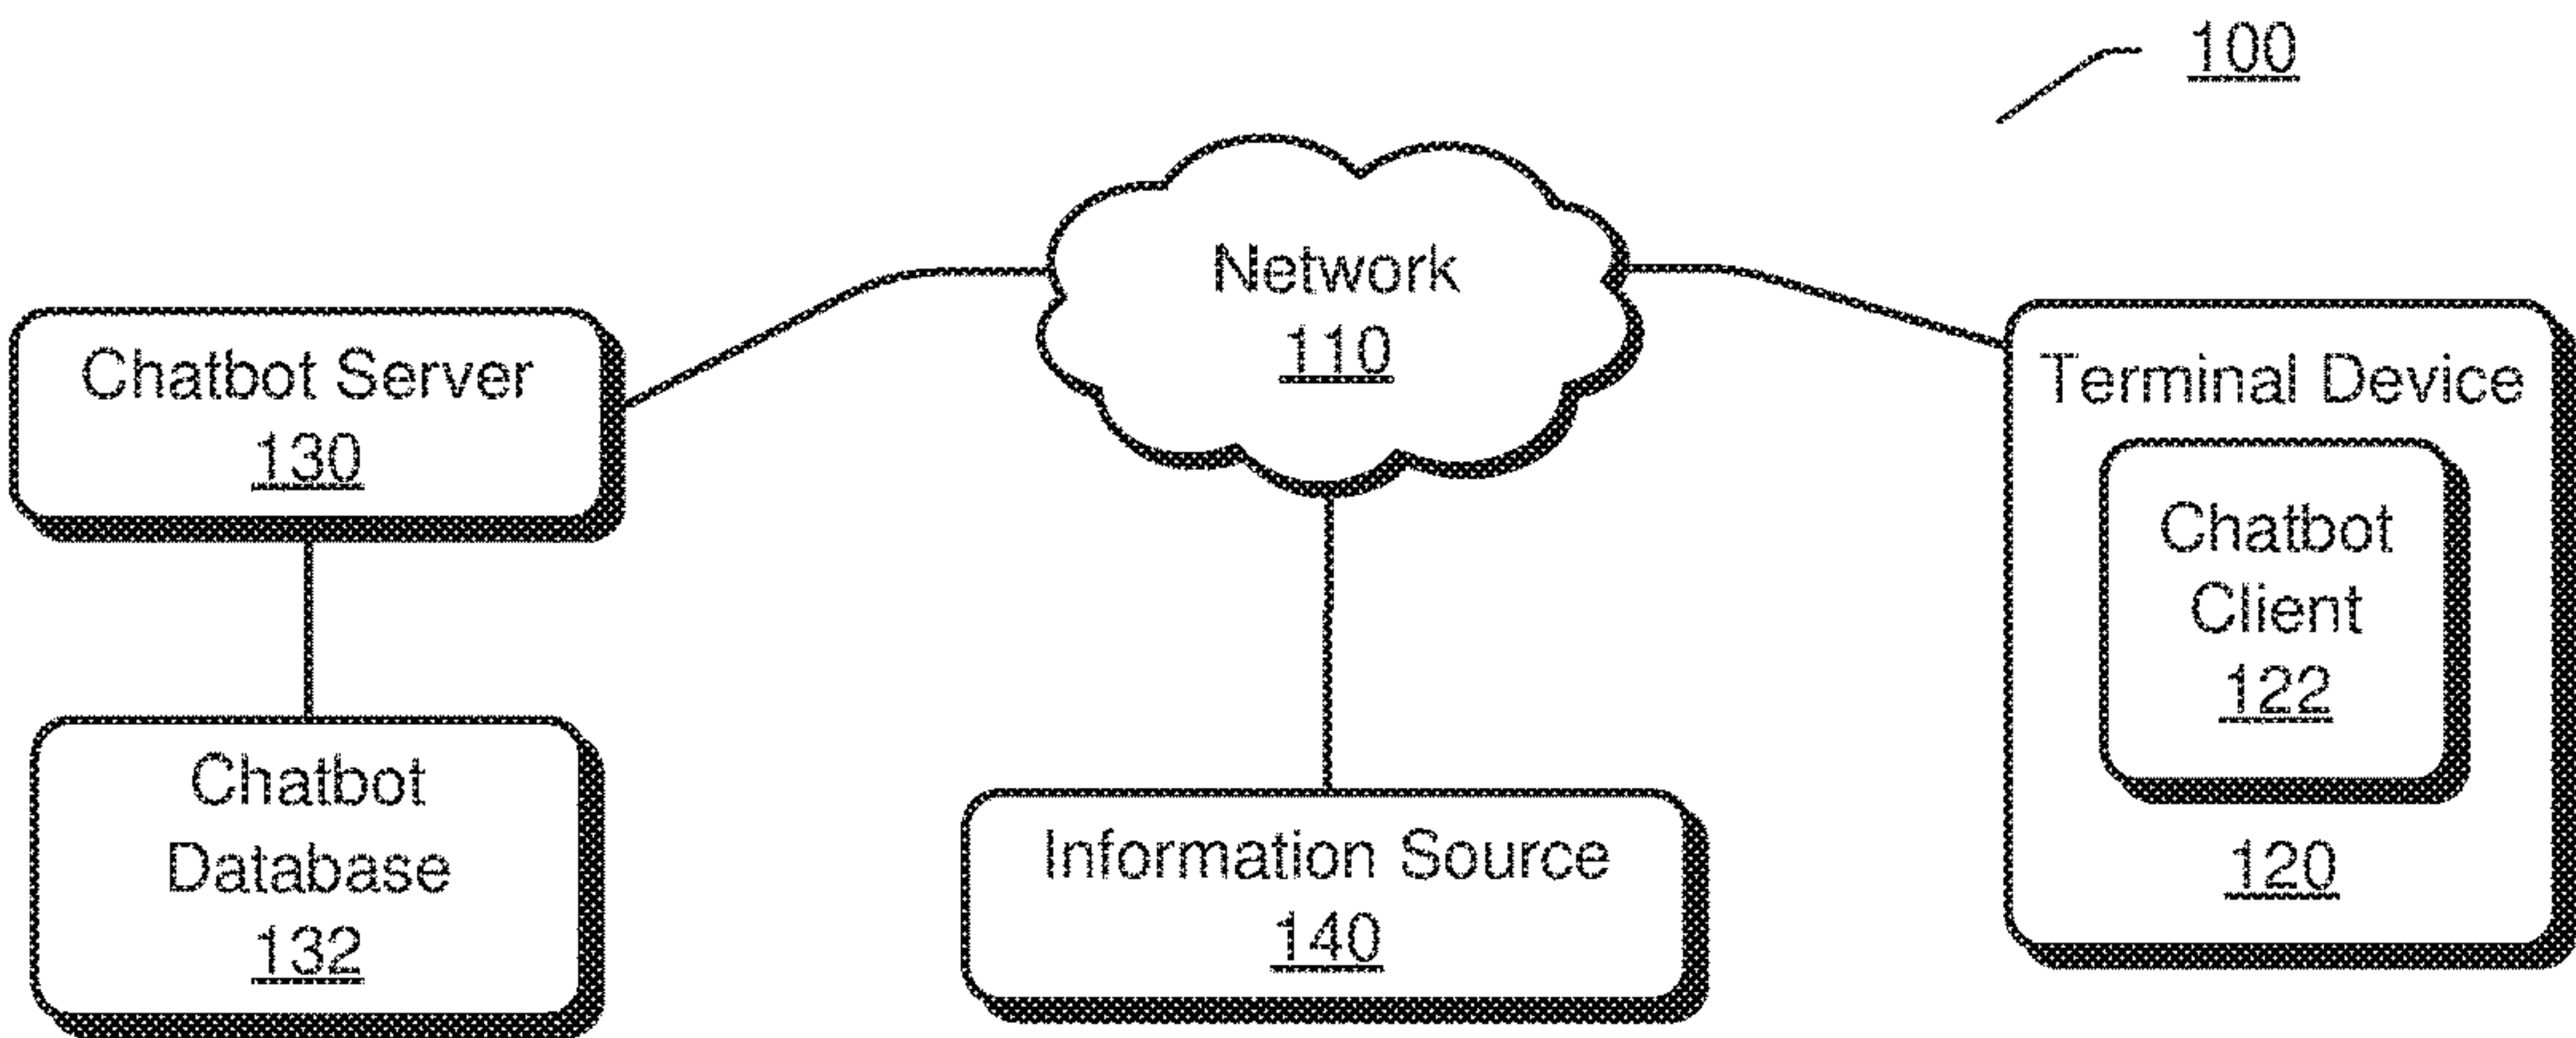 100
Network
110
Chatbot Server
130
Terminal Device
Chatbot
Client
122
120
Chatbot
Database
132
Information Source
140